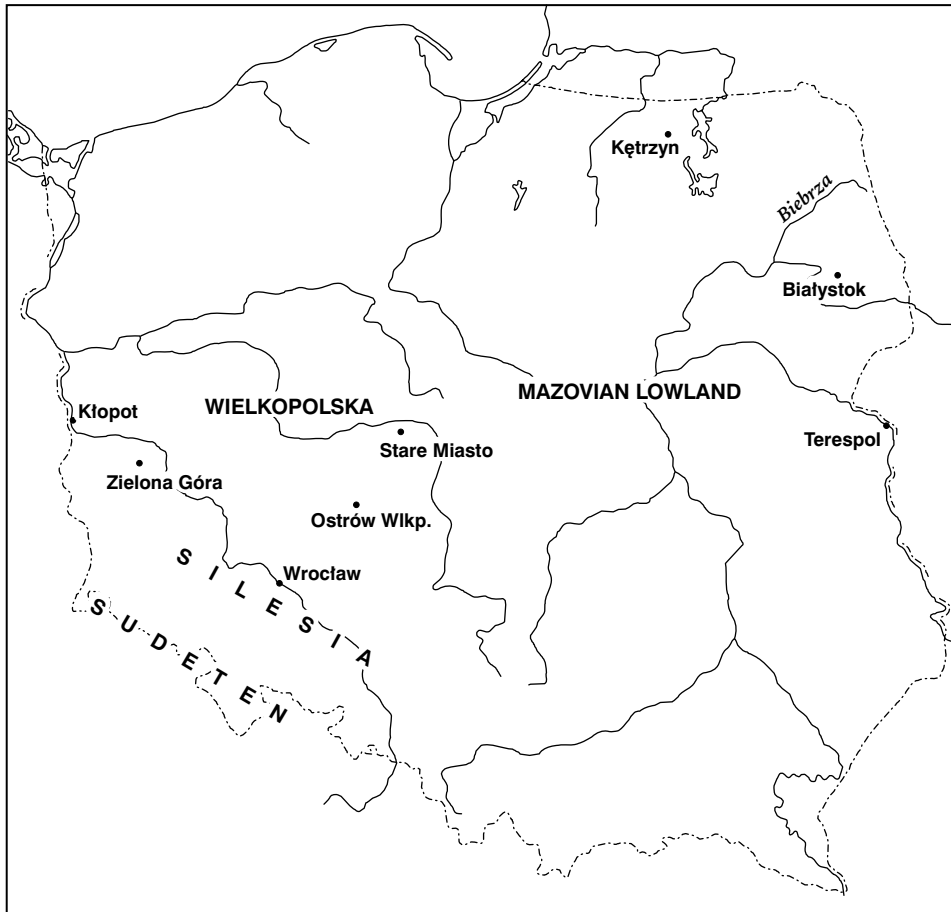 Kętrzyn
Biebrza
Białystok
MAZOVIAN LOWLAND
WIELKOPOLSKA
Kłopot
Terespol
Stare Miasto
Zielona Góra
Ostrów Wlkp.
Wrocław
SILESIA
SUDETEN